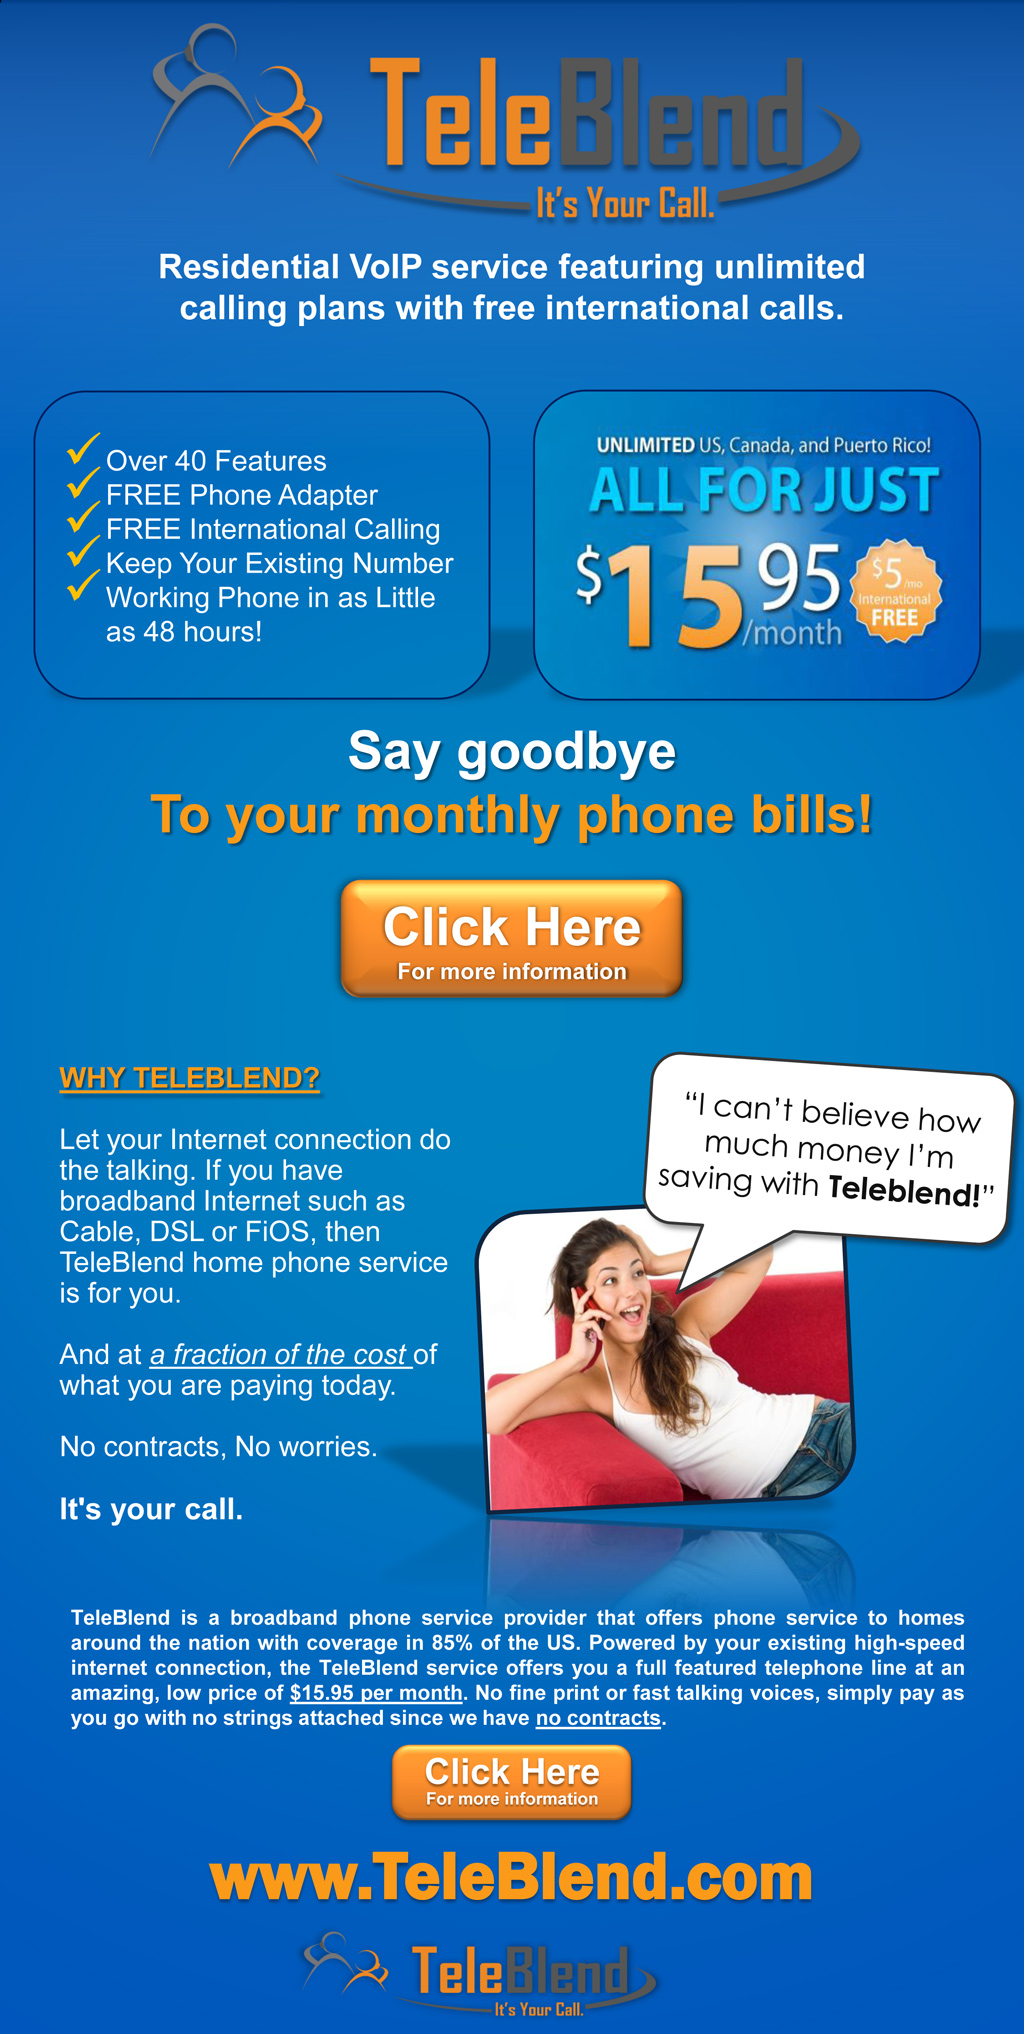 TeleBlend
It's Your Call.
Residential VoIP service featuring unlimited
calling plans with free international calls.
Over 40 Features
FREE Phone Adapter
FREE International Calling
Keep Your Existing Number
Working Phone in as Little
as 48 hours!
UNLIMITED US, Canada, and Puerto Rico!
ALL FOR JUST
$15.95/month
$5/mo
International
FREE
Say goodbye
To your monthly phone bills!
Click Here
For more information
WHY TELEBLEND?
Let your Internet connection do
the talking. If you have
broadband Internet such as
Cable, DSL or FiOS, then
TeleBlend home phone service
is for you.
And at a fraction of the cost of
what you are paying today.
No contracts, No worries.
It's your call.
“I can’t believe how
much money I’m
saving with Teleblend!”
TeleBlend is a broadband phone service provider that offers phone service to homes
around the nation with coverage in 85% of the US. Powered by your existing high-speed
internet connection, the TeleBlend service offers you a full featured telephone line at an
amazing, low price of $15.95 per month. No fine print or fast talking voices, simply pay as
you go with no strings attached since we have no contracts.
Click Here
For more information
www.TeleBlend.com
TeleBlend
It's Your Call.